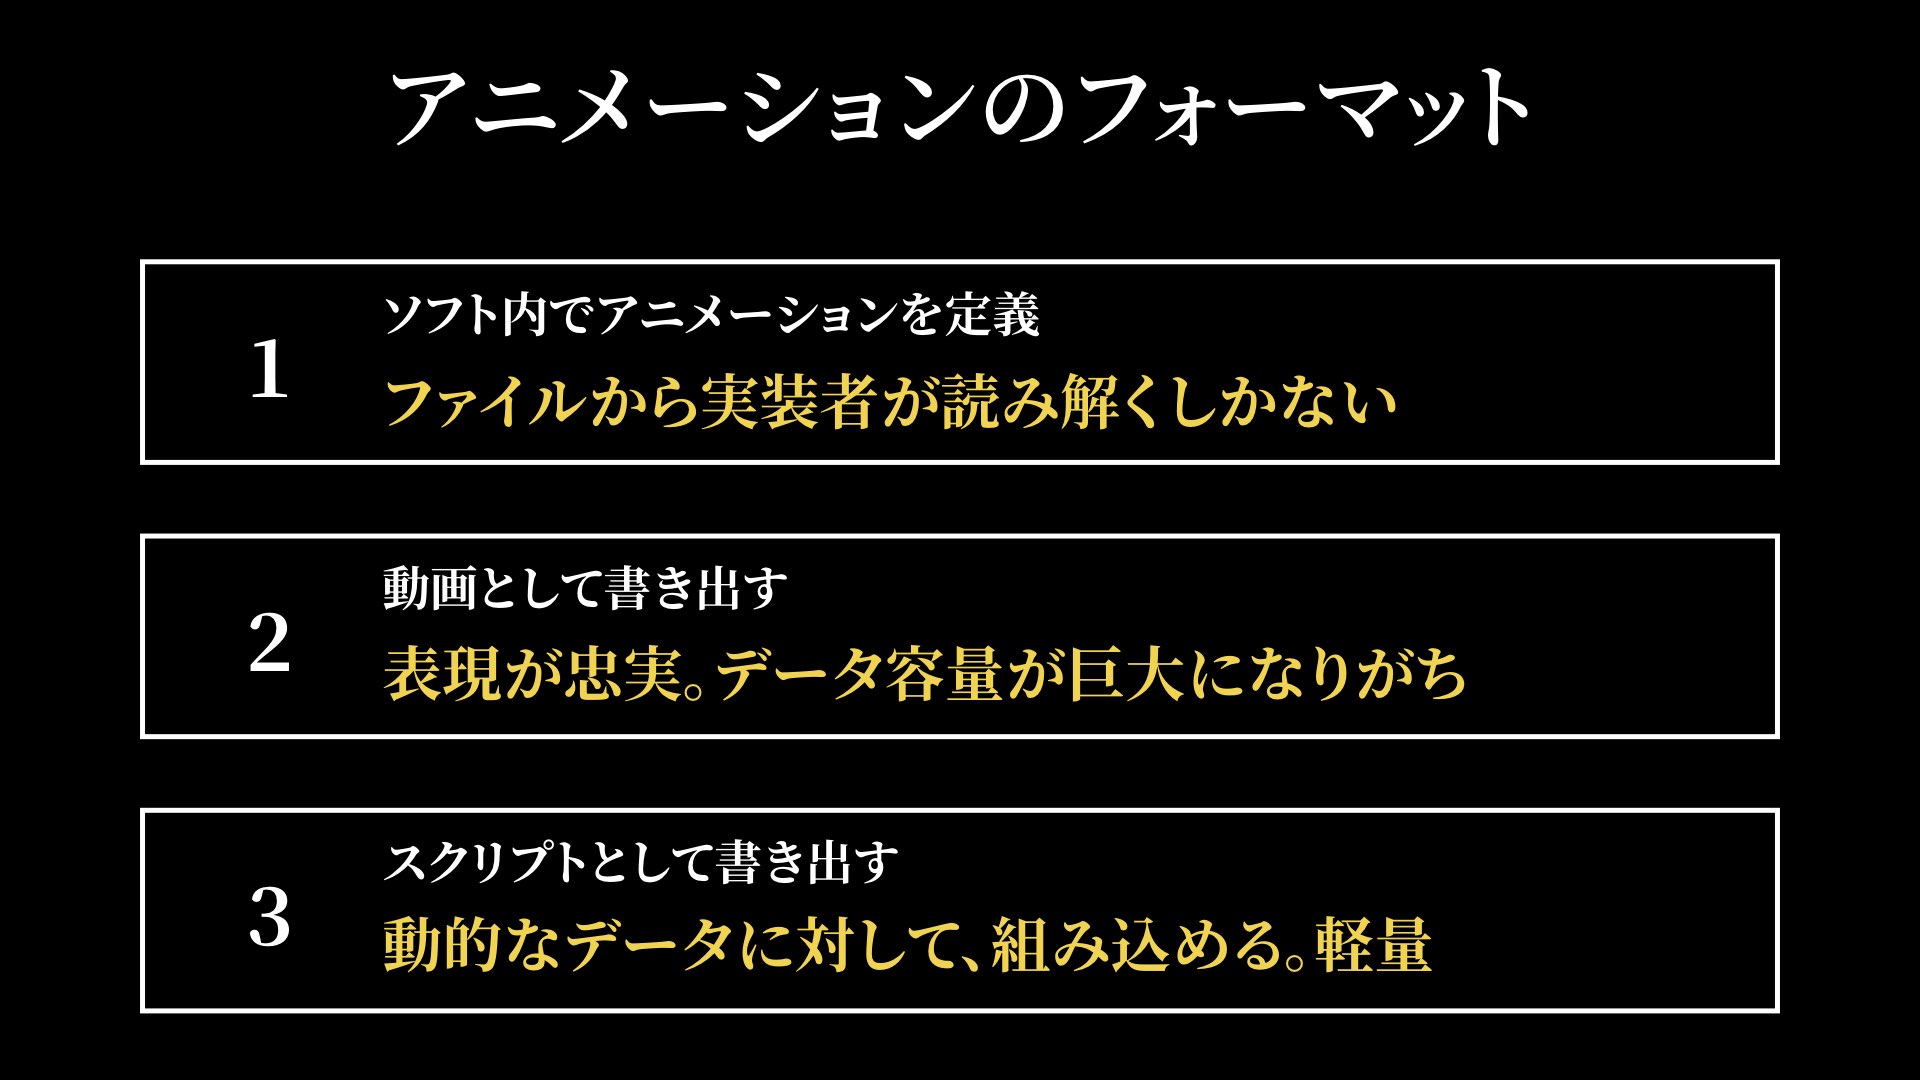 アニメーションのフォーマット
1
ソフト内でアニメーションを定義
ファイルから実装者が読み解くしかない
2
動画として書き出す
表現が忠実。データ容量が巨大になりがち
3
スクリプトとして書き出す
動的なデータに対して、組み込める。軽量